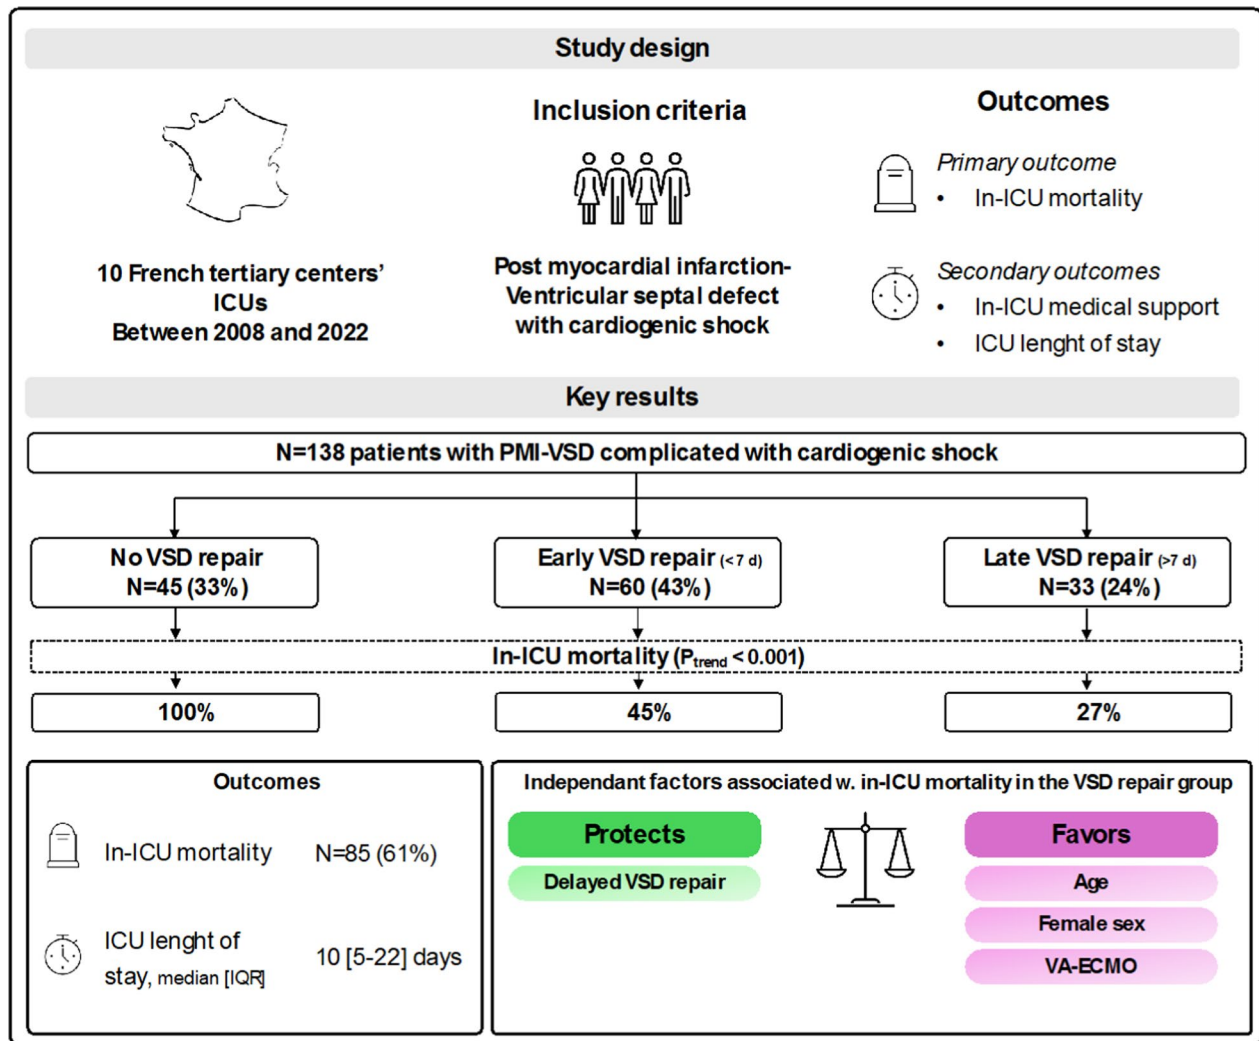 Study design
10 French tertiary centers'
ICUs
Between 2008 and 2022
Inclusion criteria
Post myocardial infarction-
Ventricular septal defect
with cardiogenic shock
Outcomes
Primary outcome
• In-ICU mortality
Secondary outcomes
• In-ICU medical support
• ICU lenght of stay
Key results
N=138 patients with PMI-VSD complicated with cardiogenic shock
No VSD repair
N=45 (33%)
Early VSD repair (< 7 d)
N=60 (43%)
Late VSD repair (>7 d)
N=33 (24%)
In-ICU mortality (Ptrend < 0.001)
100%
45%
27%
Outcomes
In-ICU mortality N=85 (61%)
ICU lenght of
stay, median [IQR]
10 [5-22] days
Independant factors associated w. in-ICU mortality in the VSD repair group
Protects
Delayed VSD repair
Favors
Age
Female sex
VA-ECMO